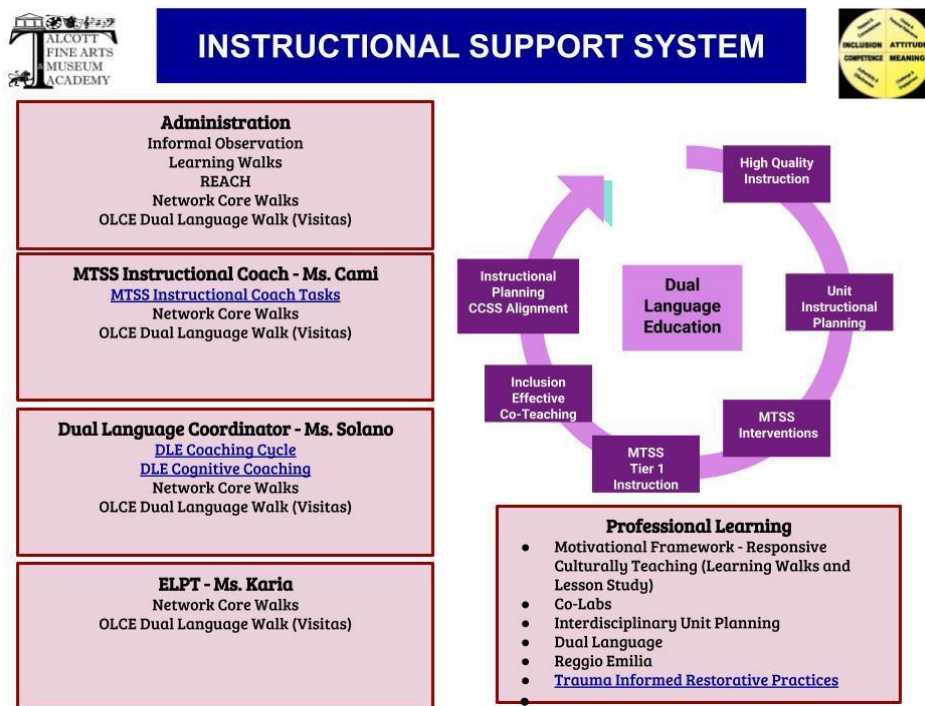 TALCOTT
FINE ARTS
& MUSEUM
ACADEMY
INSTRUCTIONAL SUPPORT SYSTEM
INCLUSION
ATTITUDE
COMPETENCE
MEANING
Administration
Informal Observation
Learning Walks
REACH
Network Core Walks
OLCE Dual Language Walk (Visitas)
MTSS Instructional Coach - Ms. Cami
MTSS Instructional Coach Tasks
Network Core Walks
OLCE Dual Language Walk (Visitas)
Dual Language Coordinator - Ms. Solano
DLE Coaching Cycle
DLE Cognitive Coaching
Network Core Walks
OLCE Dual Language Walk (Visitas)
ELPT - Ms. Karia
Network Core Walks
OLCE Dual Language Walk (Visitas)
High Quality
Instruction
Unit
Instructional
Planning
MTSS
Interventions
MTSS
Tier 1
Instruction
Inclusion
Effective
Co-Teaching
Instructional
Planning
CCSS Alignment
Dual
Language
Education
Professional Learning
● Motivational Framework - Responsive
Culturally Teaching (Learning Walks and
Lesson Study)
● Co-Labs
● Interdisciplinary Unit Planning
● Dual Language
● Reggio Emilia
● Trauma Informed Restorative Practices
●